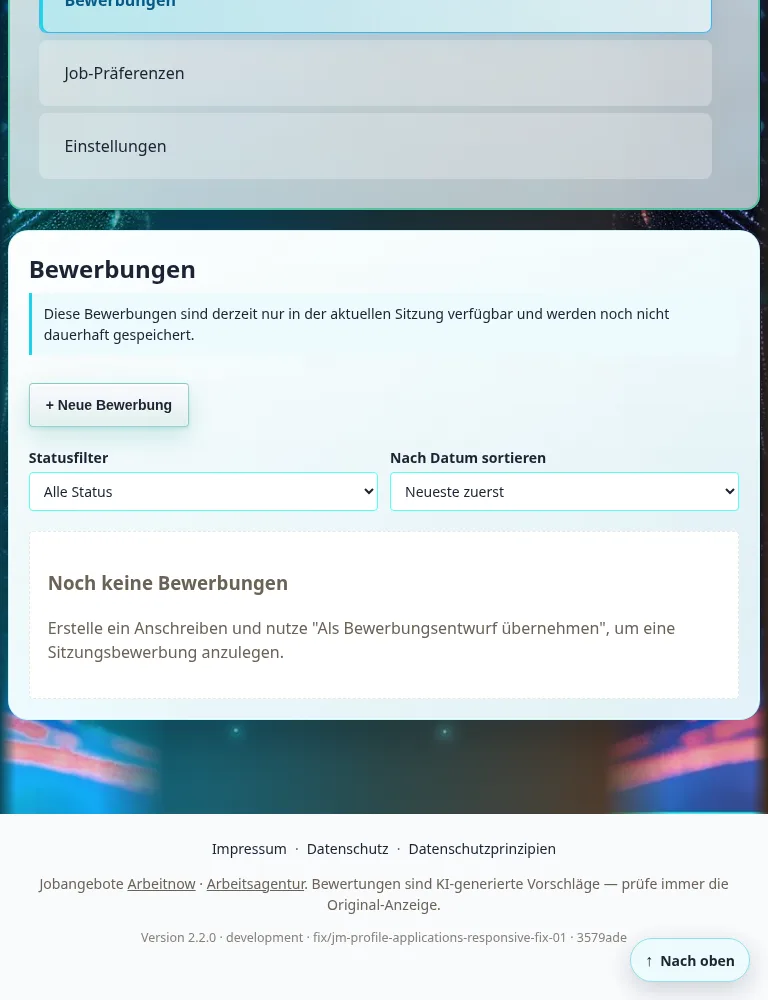 Bewerbungen
Job-Präferenzen
Einstellungen
Bewerbungen
Diese Bewerbungen sind derzeit nur in der aktuellen Sitzung verfügbar und werden noch nicht
dauerhaft gespeichert.
+ Neue Bewerbung
Statusfilter
Nach Datum sortieren
Alle Status
Neueste zuerst
Noch keine Bewerbungen
Erstelle ein Anschreiben und nutze "Als Bewerbungsentwurf übernehmen", um eine
Sitzungsbewerbung anzulegen.
Impressum · Datenschutz · Datenschutzprinzipien
Jobangebote Arbeitnow · Arbeitsagentur. Bewertungen sind KI-generierte Vorschläge — prüfe immer die
Original-Anzeige.
Version 2.2.0 · development · fix/jm-profile-applications-responsive-fix-01 · 3579ade
↑ Nach oben